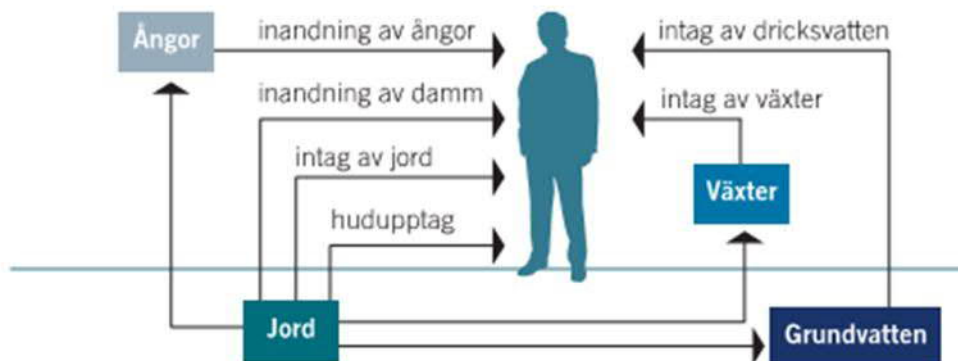 Ångor
inandning av ångor
intag av dricksvatten
inandning av damm
intag av växter
intag av jord
Växter
hudupptag
Jord
Grundvatten